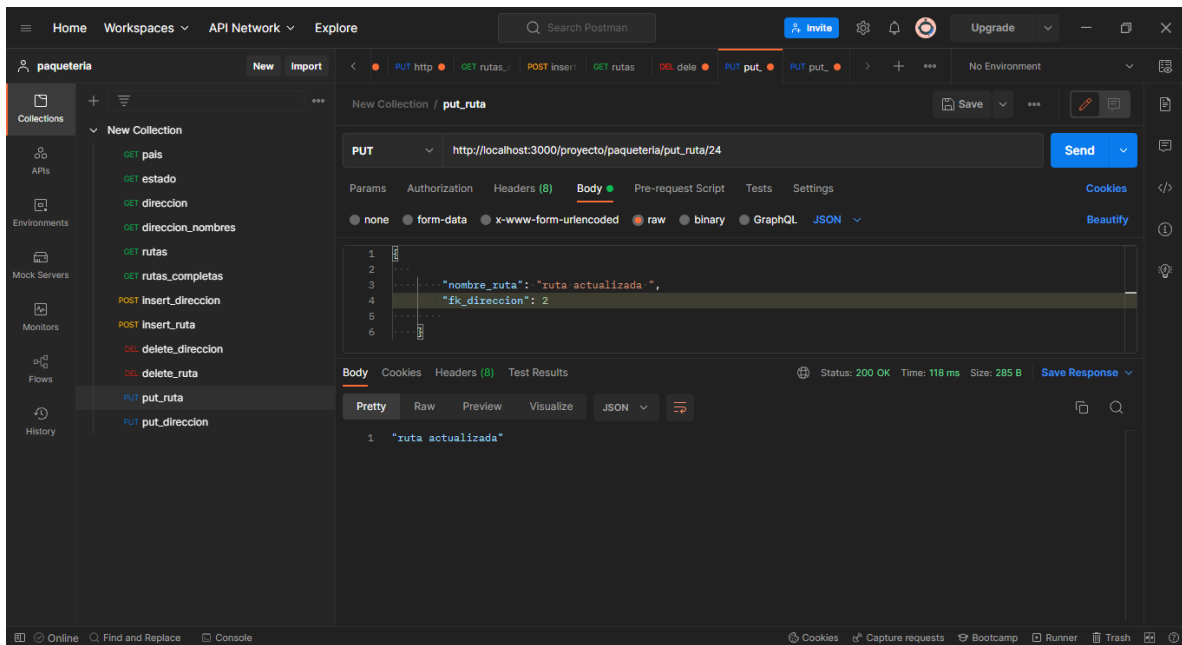 Home Workspaces API Network Explore Search Postman Invite Upgrade
paqueteria New Import PUT http GET rutas_c POST insert GET rutas DEL dele PUT put_ PUT put_ No Environment
Collections
APIs
Environments
Mock Servers
Monitors
Flows
History
New Collection
GET pais
GET estado
GET direccion
GET direccion_nombres
GET rutas
GET rutas_completas
POST insert_direccion
POST insert_ruta
DEL delete_direccion
DEL delete_ruta
PUT put_ruta
PUT put_direccion
New Collection / put_ruta Save
PUT http://localhost:3000/proyecto/paqueteria/put_ruta/24 Send
Params Authorization Headers (8) Body Pre-request Script Tests Settings Cookies
none form-data x-www-form-urlencoded raw binary GraphQL JSON Beautify
1 {
2
3 "nombre_ruta": "ruta actualizada ",
4 "fk_direccion": 2
5
6 }
Body Cookies Headers (8) Test Results Status: 200 OK Time: 118 ms Size: 285 B Save Response
Pretty Raw Preview Visualize JSON
1 "ruta actualizada"
Online Find and Replace Console Cookies Capture requests Bootcamp Runner Trash